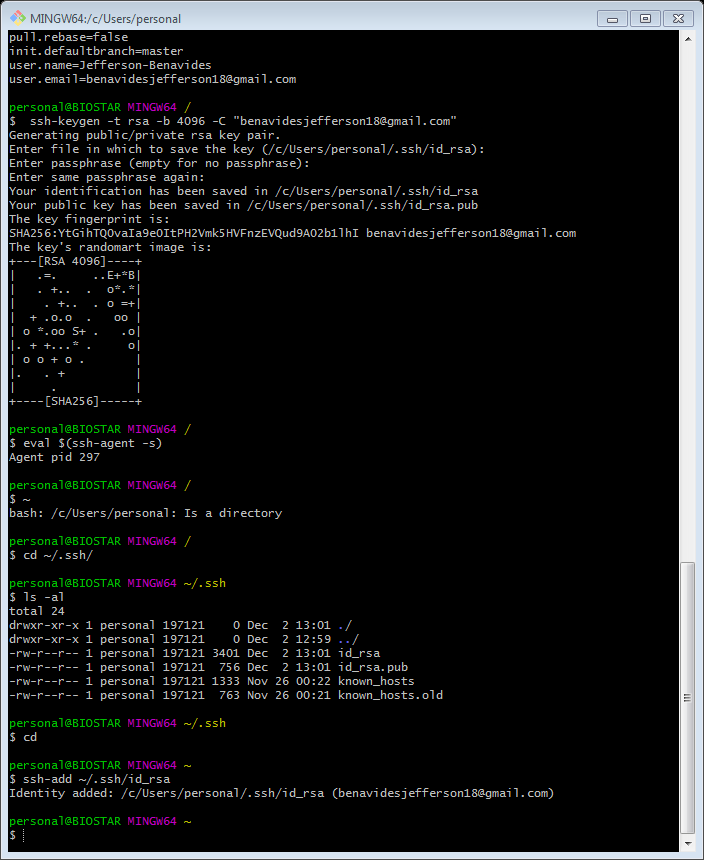 MINGW64:/c/Users/personal
pull.rebase=false
init.defaultbranch=master
user.name=Jefferson-Benavides
user.email=benavidesjefferson18@gmail.com
personal@BIOSTAR MINGW64 /
$  ssh-keygen -t rsa -b 4096 -C "benavidesjefferson18@gmail.com"
Generating public/private rsa key pair.
Enter file in which to save the key (/c/Users/personal/.ssh/id_rsa):
Enter passphrase (empty for no passphrase):
Enter same passphrase again:
Your identification has been saved in /c/Users/personal/.ssh/id_rsa
Your public key has been saved in /c/Users/personal/.ssh/id_rsa.pub
The key fingerprint is:
SHA256:YtGihTQOvaIa9eOItPH2Vmk5HVFnzEVQud9AO2b1lhI benavidesjefferson18@gmail.com
The key's randomart image is:
+---[RSA 4096]----+
|   .=.     ..E+*B|
|   . +..  .  o*.*|
|    . +..  . o =+|
|  + .o.o  .   oo |
| o *.oo S+ .   .o|
|. + +...* .     o|
| o o + o .       |
|.   . +          |
|     .           |
+----[SHA256]-----+
personal@BIOSTAR MINGW64 /
$ eval $(ssh-agent -s)
Agent pid 297
personal@BIOSTAR MINGW64 /
$ ~
bash: /c/Users/personal: Is a directory
personal@BIOSTAR MINGW64 /
$ cd ~/.ssh/
personal@BIOSTAR MINGW64 ~/.ssh
$ ls -al
total 24
drwxr-xr-x 1 personal 197121    0 Dec  2 13:01 ./
drwxr-xr-x 1 personal 197121    0 Dec  2 12:59 ../
-rw-r--r-- 1 personal 197121 3401 Dec  2 13:01 id_rsa
-rw-r--r-- 1 personal 197121  756 Dec  2 13:01 id_rsa.pub
-rw-r--r-- 1 personal 197121 1333 Nov 26 00:22 known_hosts
-rw-r--r-- 1 personal 197121  763 Nov 26 00:21 known_hosts.old
personal@BIOSTAR MINGW64 ~/.ssh
$ cd
personal@BIOSTAR MINGW64 ~
$ ssh-add ~/.ssh/id_rsa
Identity added: /c/Users/personal/.ssh/id_rsa (benavidesjefferson18@gmail.com)
personal@BIOSTAR MINGW64 ~
$